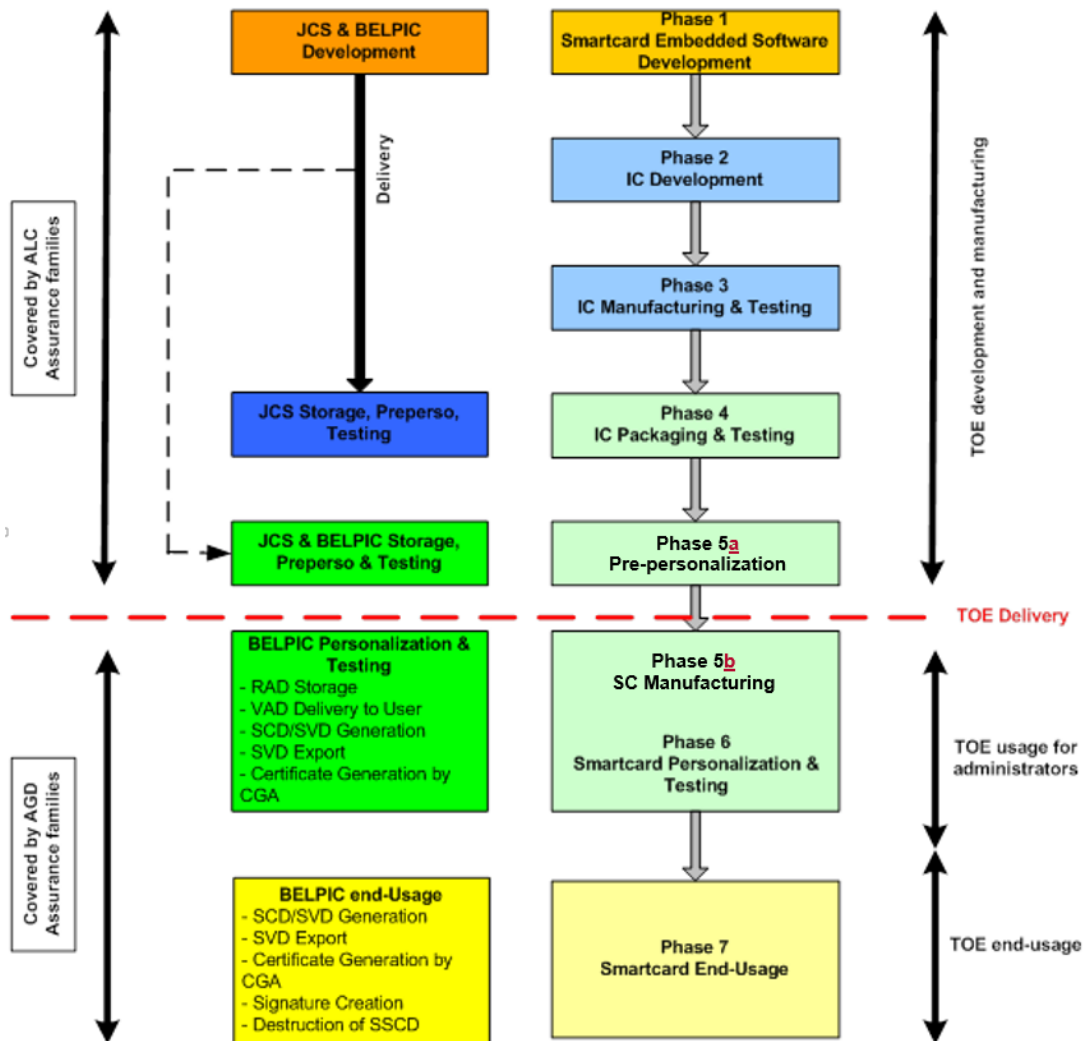 JCS & BELPIC
Development
Phase 1
Smartcard Embedded Software
Development
Delivery
Phase 2
IC Development
Covered by ALC
Assurance families
TOE development and manufacturing
Phase 3
IC Manufacturing & Testing
JCS Storage, Preperso,
Testing
Phase 4
IC Packaging & Testing
JCS & BELPIC Storage,
Preperso & Testing
Phase 5a
Pre-personalization
TOE Delivery
BELPIC Personalization &
Testing
- RAD Storage
- VAD Delivery to User
- SCD/SVD Generation
- SVD Export
- Certificate Generation by
CGA
Phase 5b
SC Manufacturing
Phase 6
Smartcard Personalization &
Testing
TOE usage for
administrators
Covered by AGD
Assurance families
BELPIC end-Usage
- SCD/SVD Generation
- SVD Export
- Certificate Generation by
CGA
- Signature Creation
- Destruction of SSCD
Phase 7
Smartcard End-Usage
TOE end-usage